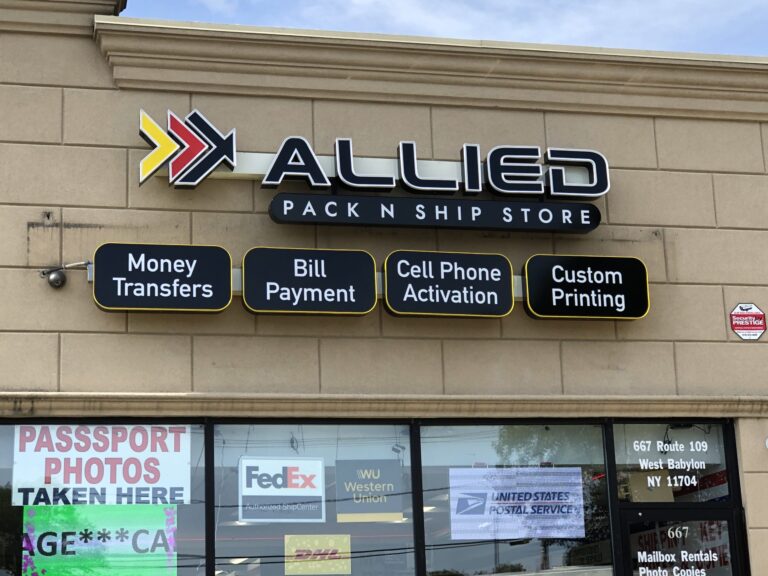 ALLIED
PACK N SHIP STORE
Money
Transfers
Bill
Payment
Cell Phone
Activation
Custom
Printing
Security
PRESTIGE
PASSSPORT
PHOTOS
TAKEN HERE
AGE***CA
FedEx
Authorized ShipCenter
WU
Western
Union
DHL
UNITED STATES
POSTAL SERVICE
667 Route 109
West Babylon
NY 11704
667
Mailbox Rentals
Photo Copies